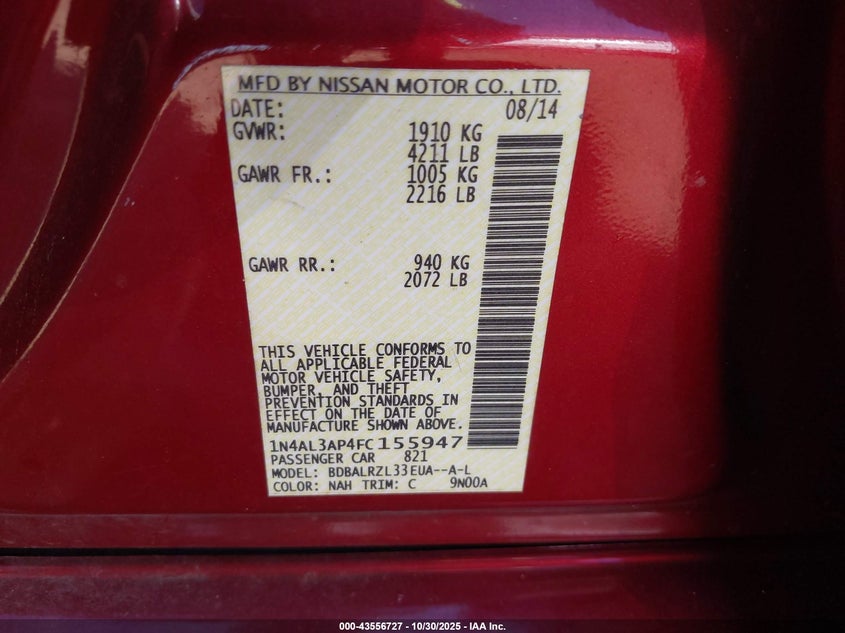 MFD BY NISSAN MOTOR CO., LTD.
DATE: 08/14
GVWR: 1910 KG
4211 LB
GAWR FR.: 1005 KG
2216 LB
GAWR RR.: 940 KG
2072 LB
THIS VEHICLE CONFORMS TO
ALL APPLICABLE FEDERAL
MOTOR VEHICLE SAFETY,
BUMPER, AND THEFT
PREVENTION STANDARDS IN
EFFECT ON THE DATE OF
MANUFACTURE SHOWN ABOVE.
1N4AL3AP4FC155947
PASSENGER CAR 821
MODEL: BDBALRZL33EUA--A-L
COLOR: NAH TRIM: C 9N00A
000-43556727 - 10/30/2025 - IAA Inc.